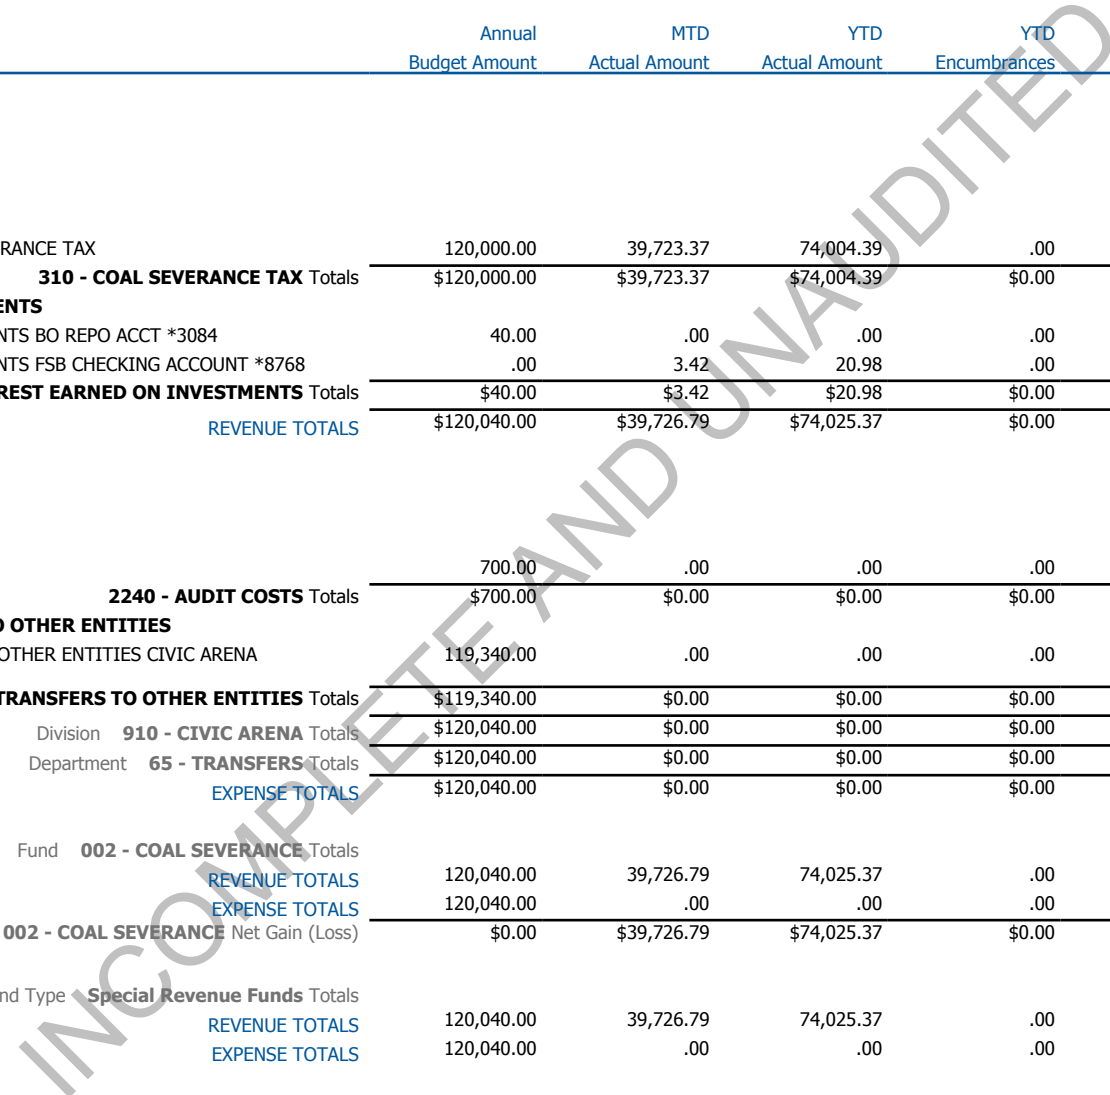 Annual MTD YTD YTD
Budget Amount Actual Amount Actual Amount Encumbrances
RANCE TAX 120,000.00 39,723.37 74,004.39 .00
310 - COAL SEVERANCE TAX Totals $120,000.00 $39,723.37 $74,004.39 $0.00
ENTS
NTS BO REPO ACCT *3084 40.00 .00 .00 .00
NTS FSB CHECKING ACCOUNT *8768 .00 3.42 20.98 .00
REST EARNED ON INVESTMENTS Totals $40.00 $3.42 $20.98 $0.00
REVENUE TOTALS $120,040.00 $39,726.79 $74,025.37 $0.00
700.00 .00 .00 .00
2240 - AUDIT COSTS Totals $700.00 $0.00 $0.00 $0.00
O OTHER ENTITIES
OTHER ENTITIES CIVIC ARENA 119,340.00 .00 .00 .00
TRANSFERS TO OTHER ENTITIES Totals $119,340.00 $0.00 $0.00 $0.00
Division 910 - CIVIC ARENA Totals $120,040.00 $0.00 $0.00 $0.00
Department 65 - TRANSFERS Totals $120,040.00 $0.00 $0.00 $0.00
EXPENSE TOTALS $120,040.00 $0.00 $0.00 $0.00
Fund 002 - COAL SEVERANCE Totals
REVENUE TOTALS 120,040.00 39,726.79 74,025.37 .00
EXPENSE TOTALS 120,040.00 .00 .00 .00
002 - COAL SEVERANCE Net Gain (Loss) $0.00 $39,726.79 $74,025.37 $0.00
nd Type Special Revenue Funds Totals
REVENUE TOTALS 120,040.00 39,726.79 74,025.37 .00
EXPENSE TOTALS 120,040.00 .00 .00 .00
INCOMPLETE AND UNAUDITED